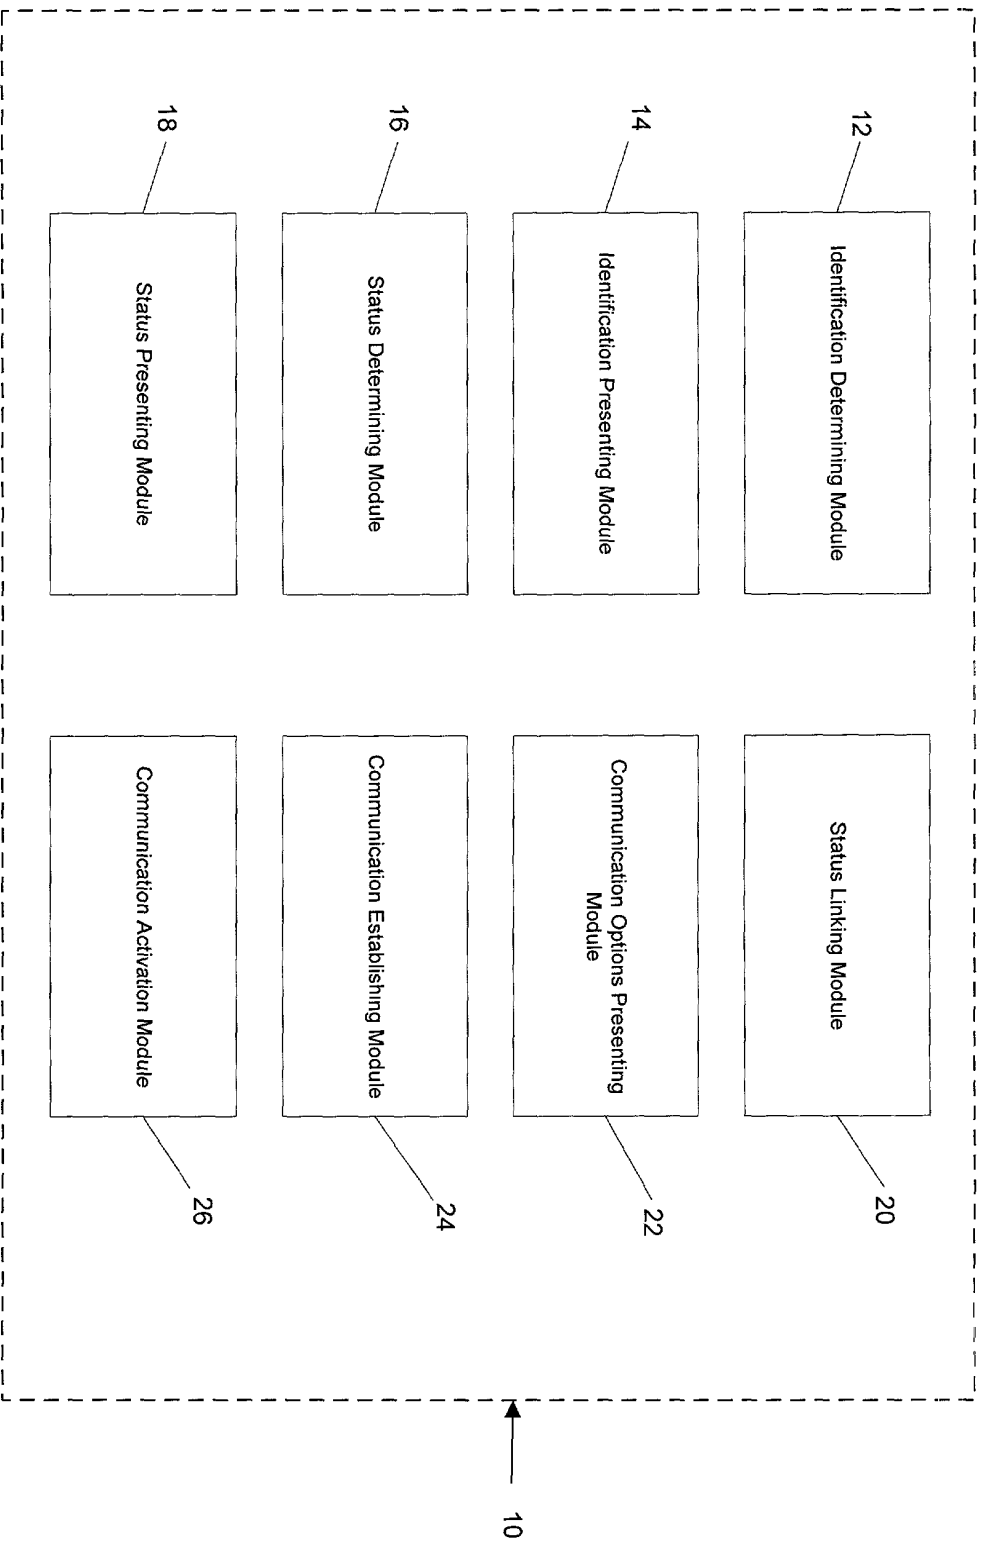 12
Identification Determining Module
14
Identification Presenting Module
16
Status Determining Module
18
Status Presenting Module
Status Linking Module
20
Communication Options Presenting
Module
22
Communication Establishing Module
24
Communication Activation Module
26
10